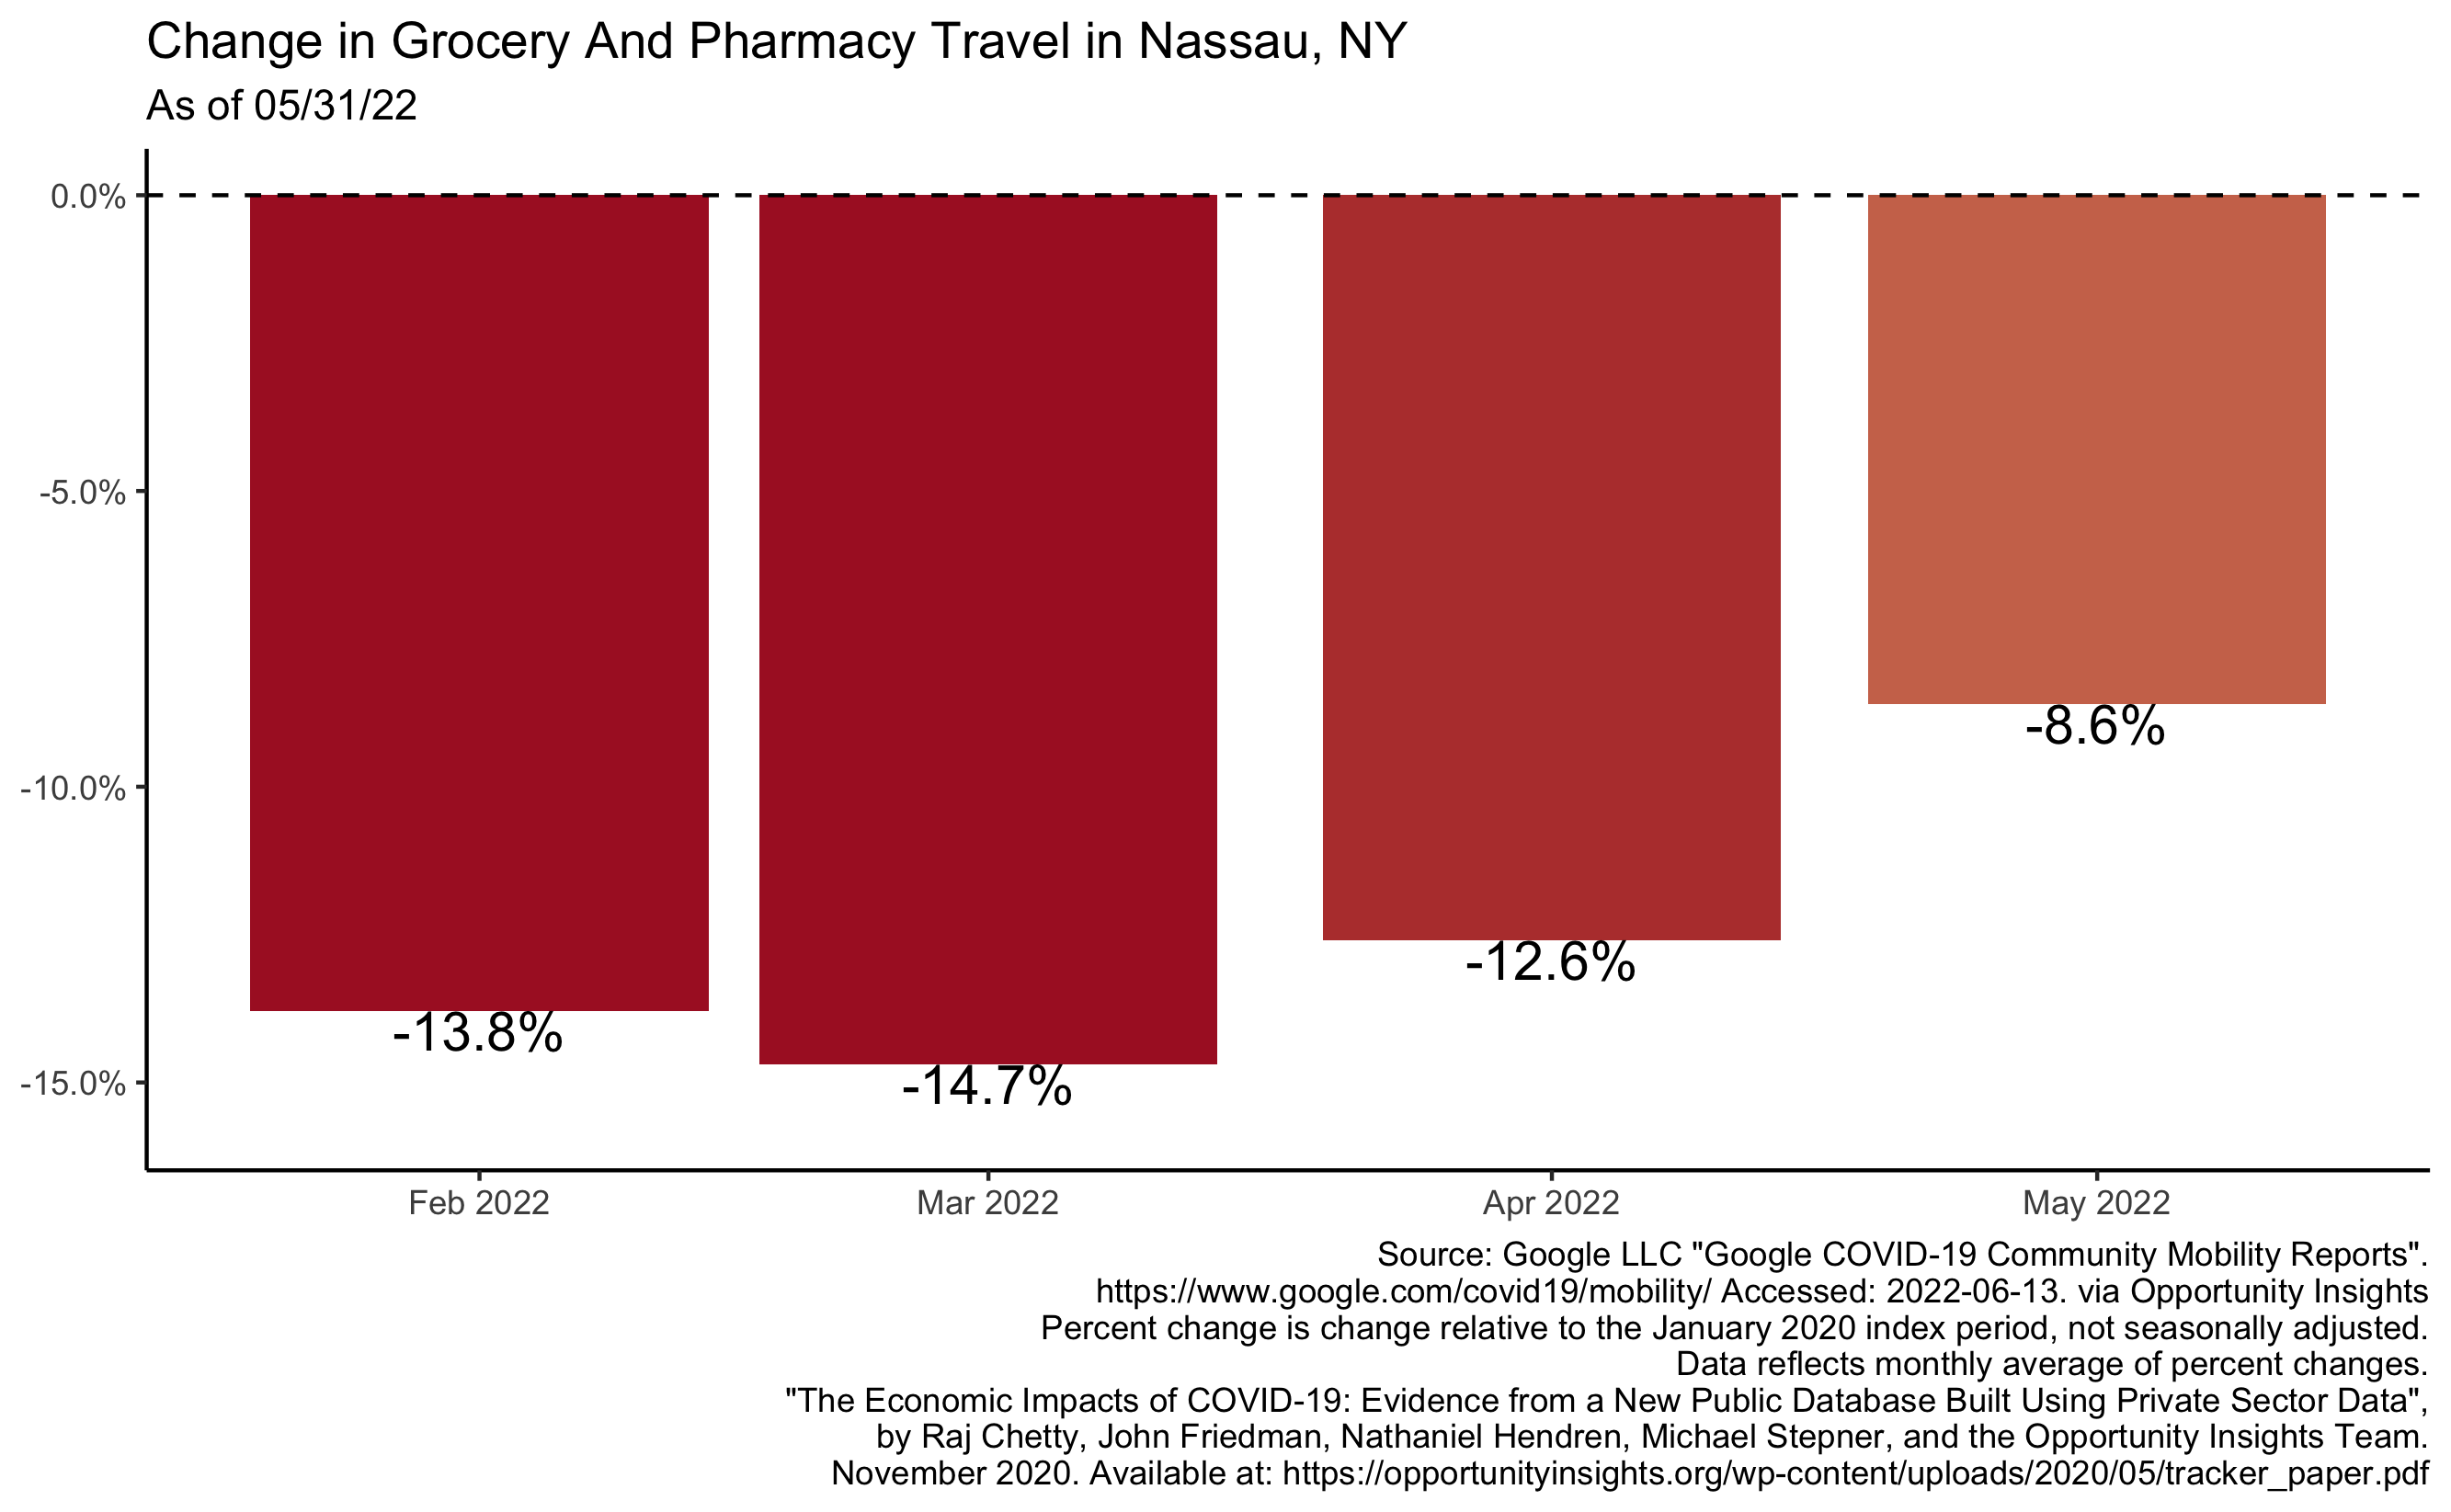 Change in Grocery And Pharmacy Travel in Nassau, NY
As of 05/31/22
0.0%
-5.0%
-10.0%
-15.0%
-13.8%
-14.7%
-12.6%
-8.6%
Feb 2022
Mar 2022
Apr 2022
May 2022
Source: Google LLC "Google COVID-19 Community Mobility Reports".
https://www.google.com/covid19/mobility/ Accessed: 2022-06-13. via Opportunity Insights
Percent change is change relative to the January 2020 index period, not seasonally adjusted.
Data reflects monthly average of percent changes.
"The Economic Impacts of COVID-19: Evidence from a New Public Database Built Using Private Sector Data",
by Raj Chetty, John Friedman, Nathaniel Hendren, Michael Stepner, and the Opportunity Insights Team.
November 2020. Available at: https://opportunityinsights.org/wp-content/uploads/2020/05/tracker_paper.pdf